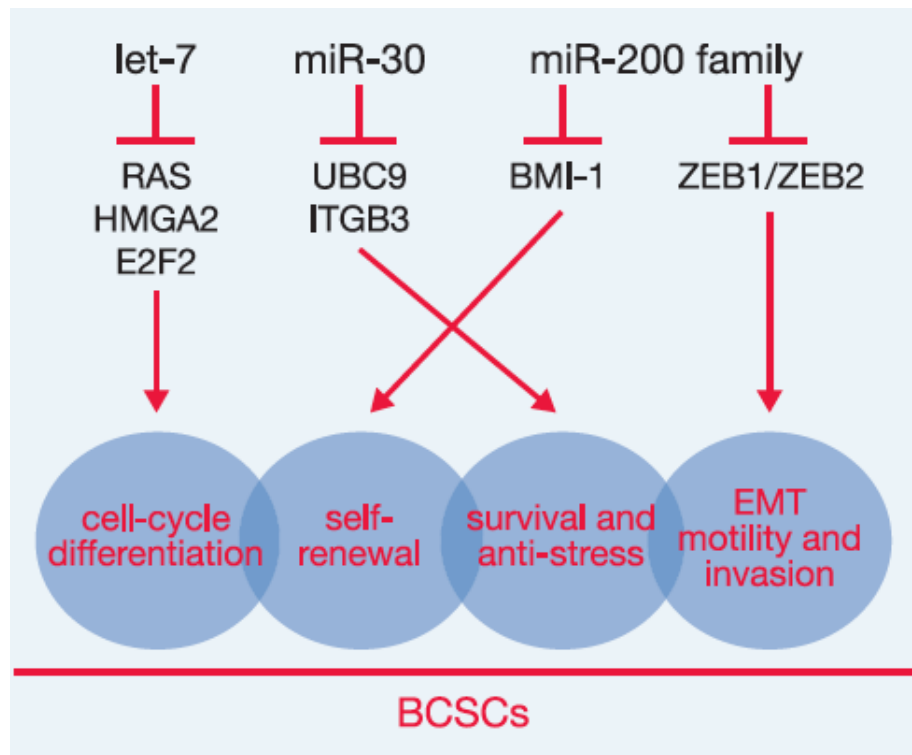 let-7 miR-30 miR-200 family
RAS UBC9 BMI-1 ZEB1/ZEB2
HMGA2 ITGB3
E2F2
cell-cycle differentiation
self-renewal
survival and anti-stress
EMT motility and invasion
BCSCs